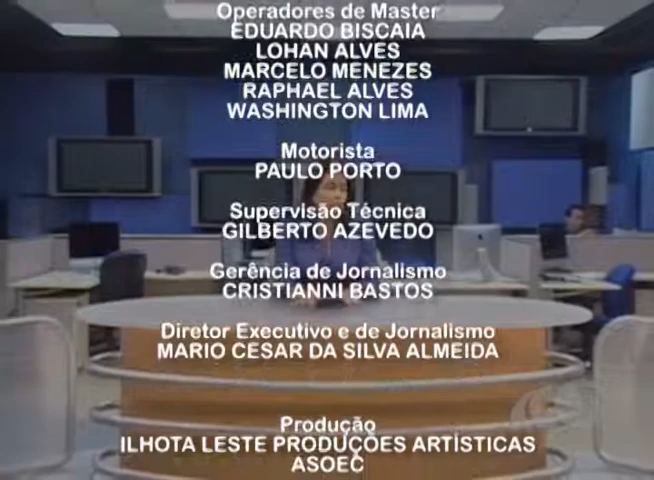 Operadores de Master
EDUARDO BISCAIA
LOHAN ALVES
MARCELO MENEZES
RAPHAEL ALVES
WASHINGTON LIMA
Motorista
PAULO PORTO
Supervisão Técnica
GILBERTO AZEVEDO
Gerência de Jornalismo
CRISTIANNI BASTOS
Diretor Executivo e de Jornalismo
MARIO CESAR DA SILVA ALMEIDA
Produção
ILHOTA LESTE PRODUÇÕES ARTÍSTICAS
ASOEC